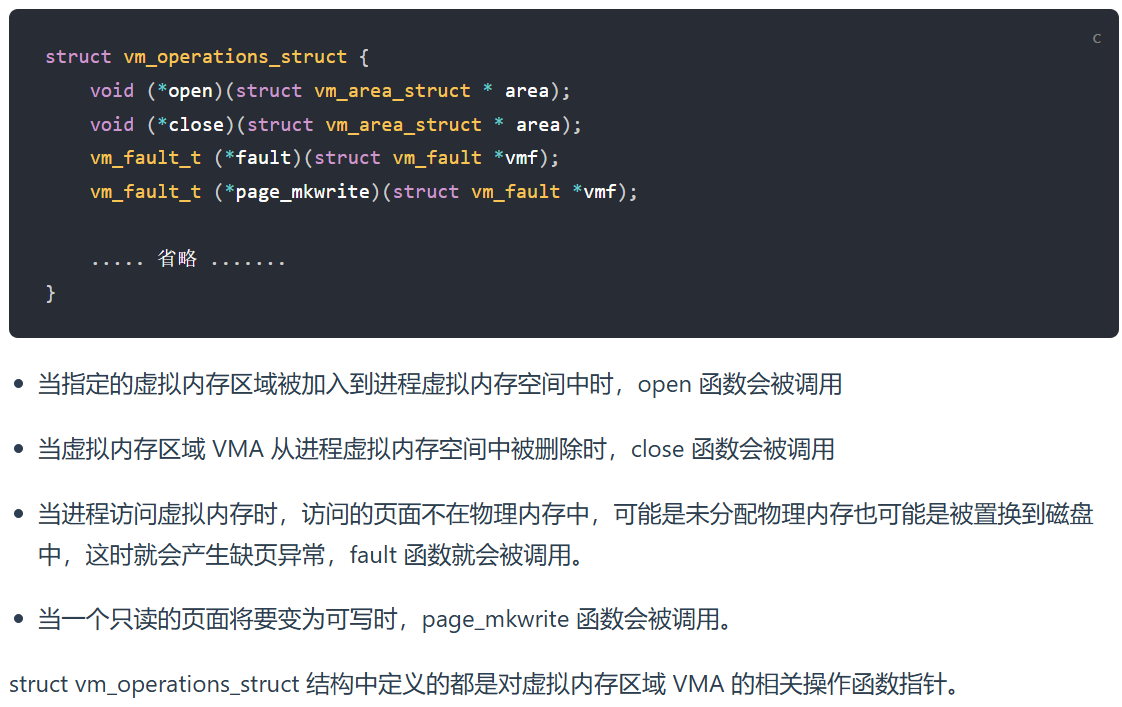 c
struct vm_operations_struct {
    void (*open)(struct vm_area_struct * area);
    void (*close)(struct vm_area_struct * area);
    vm_fault_t (*fault)(struct vm_fault *vmf);
    vm_fault_t (*page_mkwrite)(struct vm_fault *vmf);
    ..... 省略 .......
}
• 当指定的虚拟内存区域被加入到进程虚拟内存空间中时，open 函数会被调用
• 当虚拟内存区域 VMA 从进程虚拟内存空间中被删除时，close 函数会被调用
• 当进程访问虚拟内存时，访问的页面不在物理内存中，可能是未分配物理内存也可能是被置换到磁盘
中，这时就会产生缺页异常，fault 函数就会被调用。
• 当一个只读的页面将要变为可写时，page_mkwrite 函数会被调用。
struct vm_operations_struct 结构中定义的都是对虚拟内存区域 VMA 的相关操作函数指针。